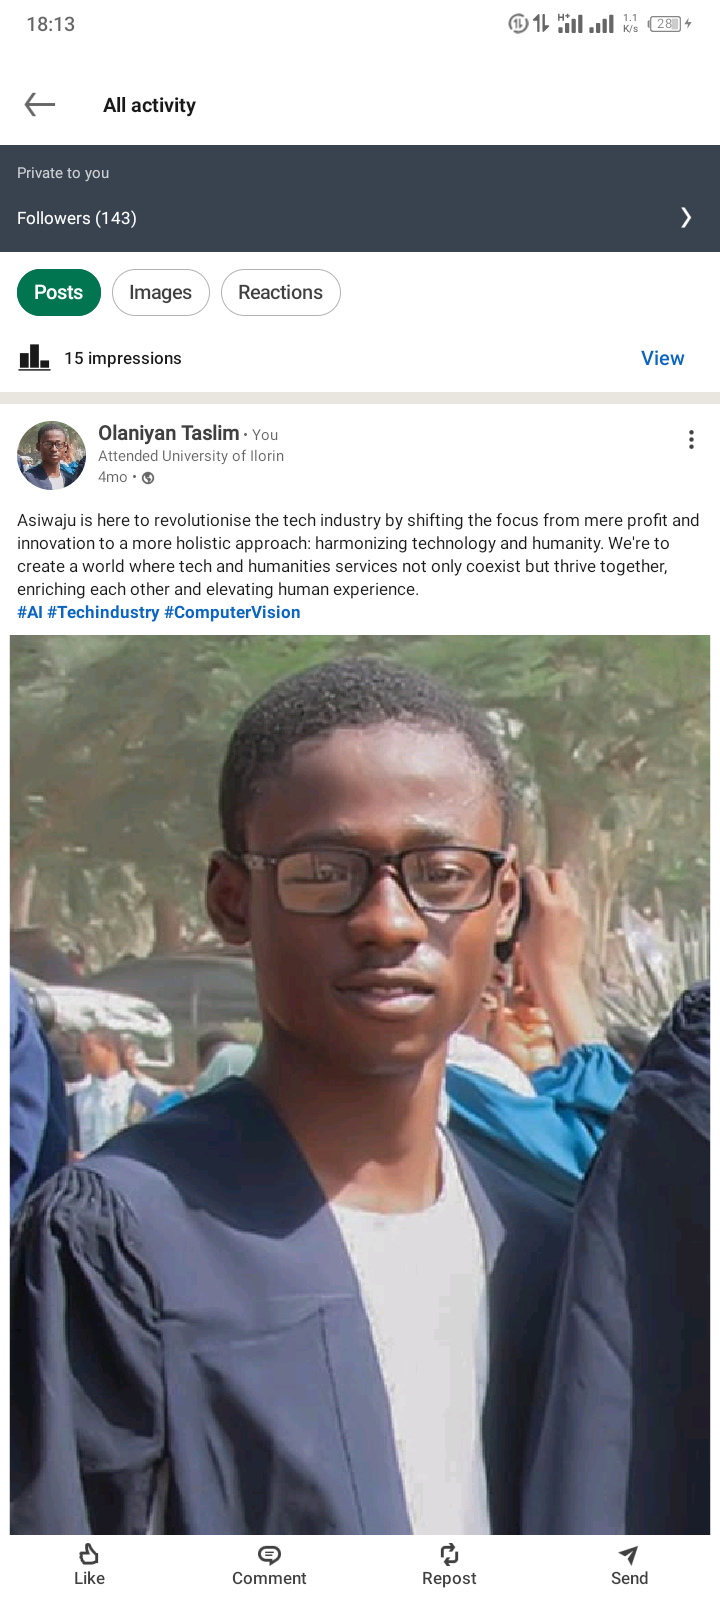 18:13
H+
1.1
K/s
28
All activity
Private to you
Followers (143)
Posts
Images
Reactions
15 impressions
View
Olaniyan Taslim • You
Attended University of Ilorin
4mo •
Asiwaju is here to revolutionise the tech industry by shifting the focus from mere profit and
innovation to a more holistic approach: harmonizing technology and humanity. We're to
create a world where tech and humanities services not only coexist but thrive together,
enriching each other and elevating human experience.
#AI #Techindustry #ComputerVision
Like
Comment
Repost
Send